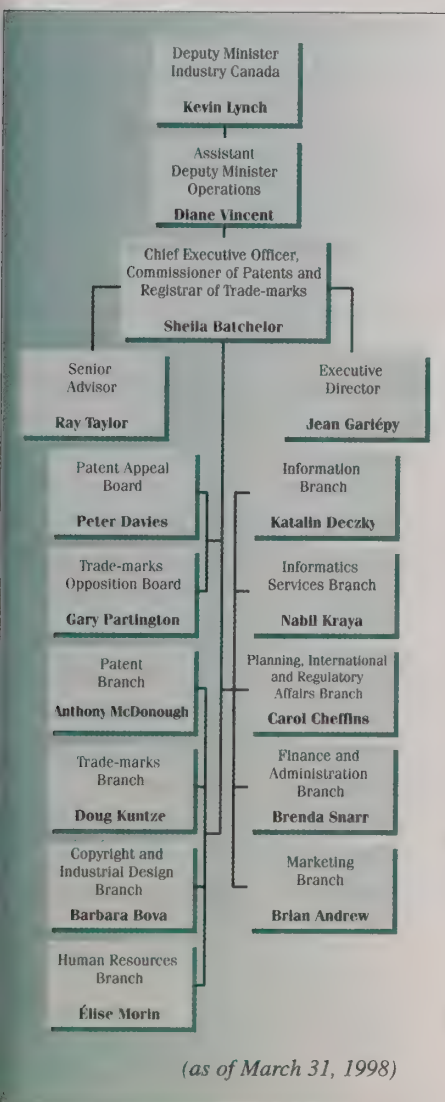 Deputy Minister
Industry Canada
Kevin Lynch
Assistant
Deputy Minister
Operations
Diane Vincent
Chief Executive Officer,
Commissioner of Patents and
Registrar of Trade-marks
Sheila Batchelor
Senior
Advisor
Ray Taylor
Executive
Director
Jean Gariépy
Patent Appeal
Board
Peter Davies
Information
Branch
Katalin Deczky
Trade-marks
Opposition Board
Gary Partington
Informatics
Services Branch
Nabil Kraya
Patent
Branch
Anthony McDonough
Planning, International
and Regulatory
Affairs Branch
Carol Cheffins
Trade-marks
Branch
Doug Kuntze
Finance and
Administration
Branch
Brenda Snarr
Copyright and
Industrial Design
Branch
Barbara Bova
Marketing
Branch
Brian Andrew
Human Resources
Branch
Élise Morin
(as of March 31, 1998)